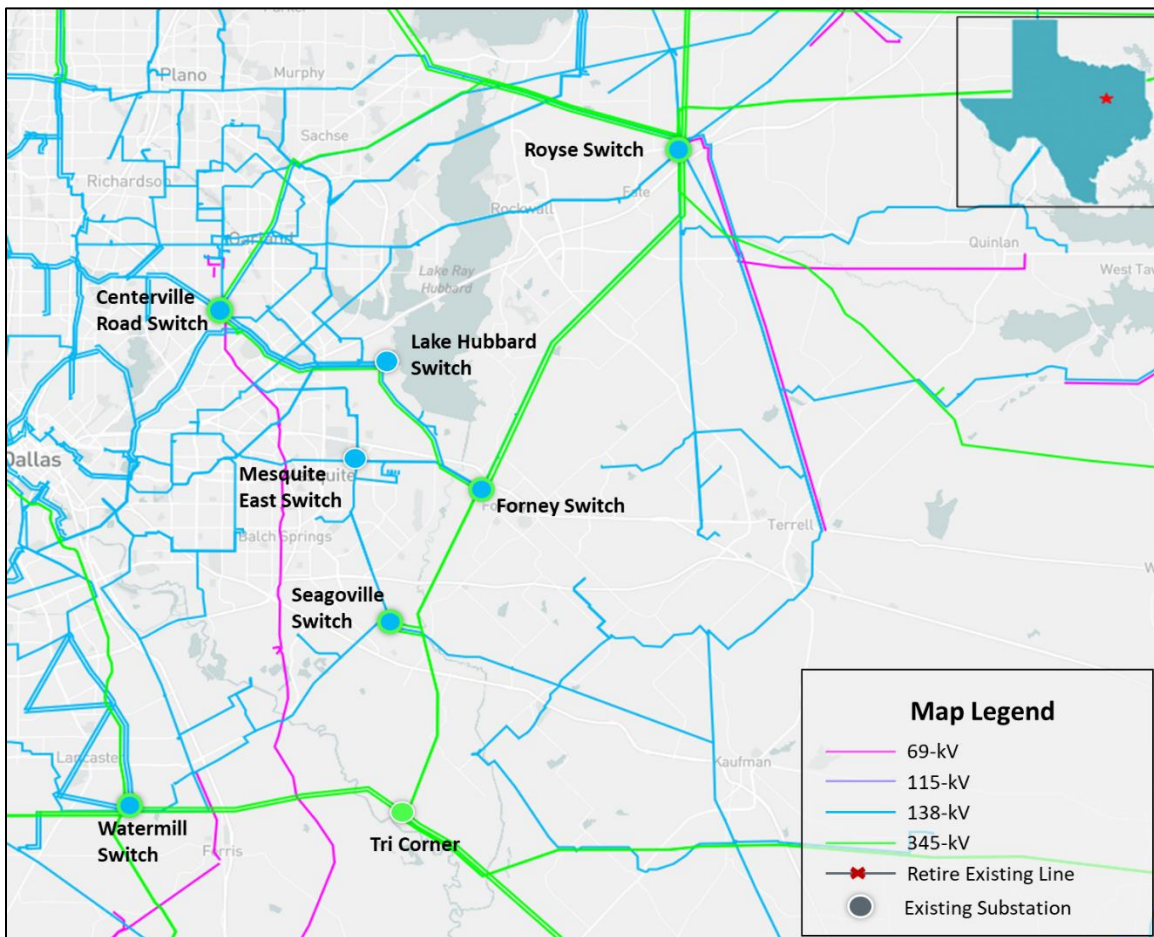 Plano
Murphy
Sachse
Richardson
Royse Switch
Fate
Rockwall
Garland
Quinlan
Lake Ray
Hubbard
West Taw
Centerville
Road Switch
Lake Hubbard
Switch
Dallas
Mesquite
East Switch
Forney Switch
Terrell
Balch Springs
Seagoville
Switch
Lancaster
Kaufman
Watermill
Switch
Ferris
Tri Corner
Map Legend
69-kV
115-kV
138-kV
345-kV
Retire Existing Line
Existing Substation